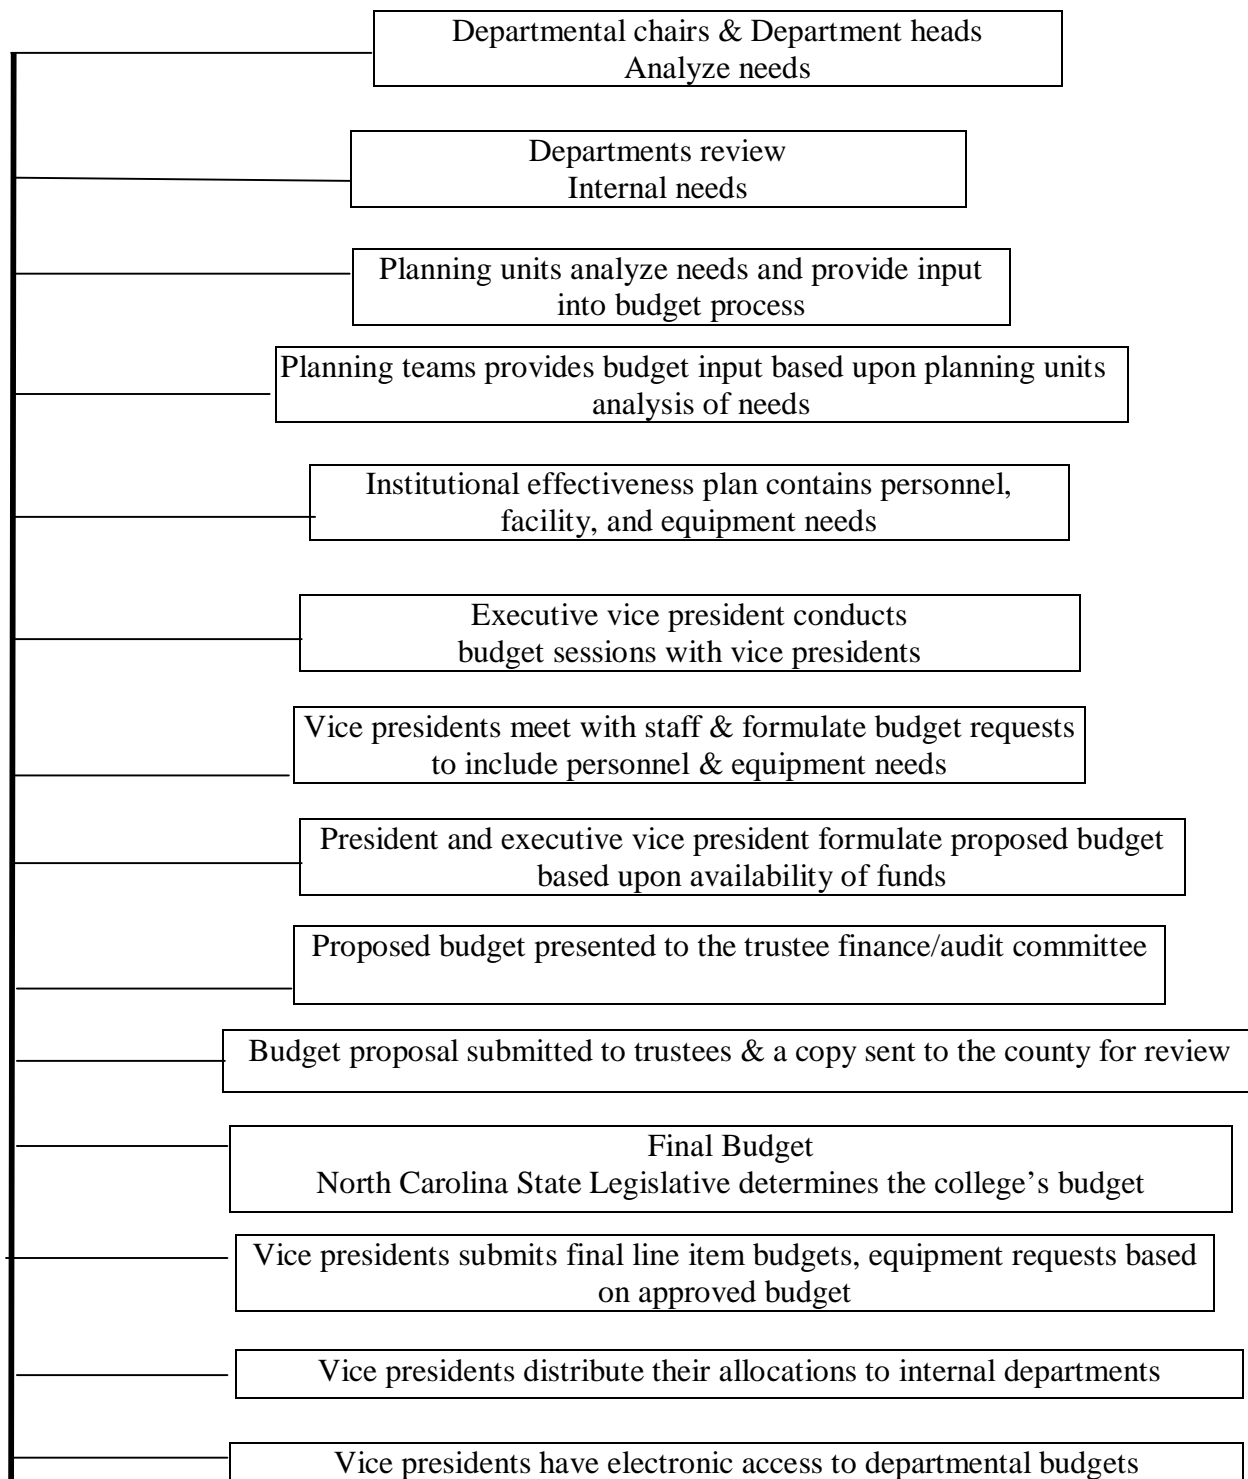 Departmental chairs & Department heads
Analyze needs
Departments review
Internal needs
Planning units analyze needs and provide input
into budget process
Planning teams provides budget input based upon planning units
analysis of needs
Institutional effectiveness plan contains personnel,
facility, and equipment needs
Executive vice president conducts
budget sessions with vice presidents
Vice presidents meet with staff & formulate budget requests
to include personnel & equipment needs
President and executive vice president formulate proposed budget
based upon availability of funds
Proposed budget presented to the trustee finance/audit committee
Budget proposal submitted to trustees & a copy sent to the county for review
Final Budget
North Carolina State Legislative determines the college’s budget
Vice presidents submits final line item budgets, equipment requests based
on approved budget
Vice presidents distribute their allocations to internal departments
Vice presidents have electronic access to departmental budgets